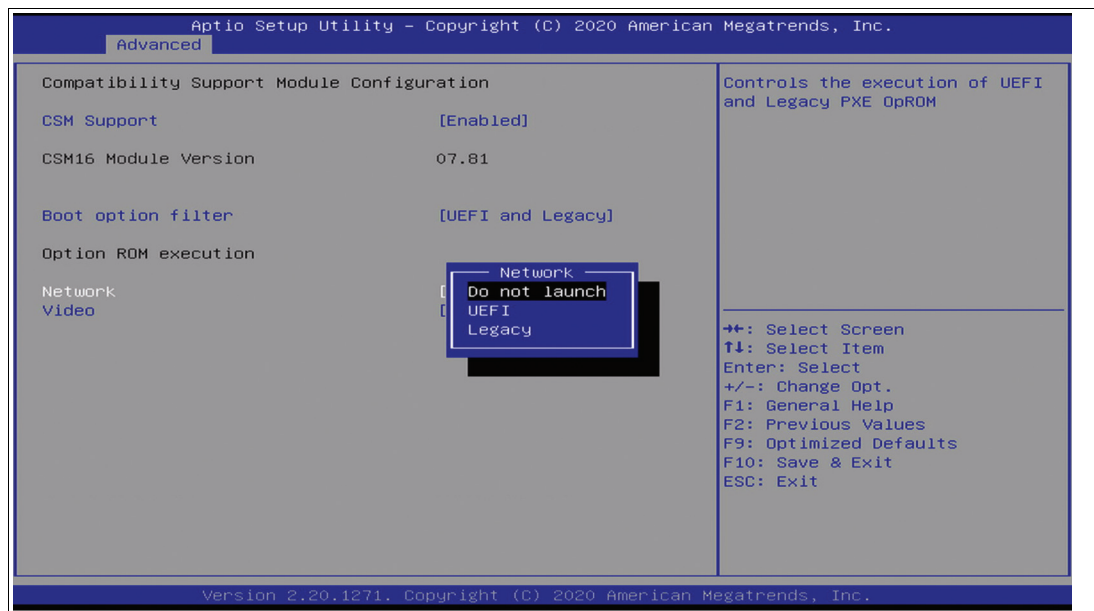 Aptio Setup Utility – Copyright (C) 2020 American Megatrends, Inc.
Advanced
Compatibility Support Module Configuration
CSM Support [Enabled]
CSM16 Module Version 07.81
Boot option filter [UEFI and Legacy]
Option ROM execution
Network [
Video [
Network
Do not launch
UEFI
Legacy
Controls the execution of UEFI
and Legacy PXE OpROM
→←: Select Screen
↑↓: Select Item
Enter: Select
+/-: Change Opt.
F1: General Help
F2: Previous Values
F9: Optimized Defaults
F10: Save & Exit
ESC: Exit
Version 2.20.1271. Copyright (C) 2020 American Megatrends, Inc.